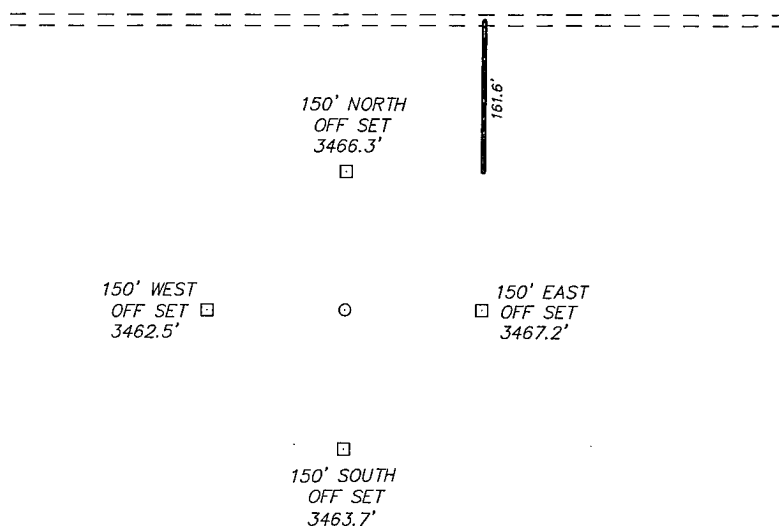 161.6'
150' NORTH
OFF SET
3466.3'
150' WEST
OFF SET
3462.5'
150' EAST
OFF SET
3467.2'
150' SOUTH
OFF SET
3463.7'